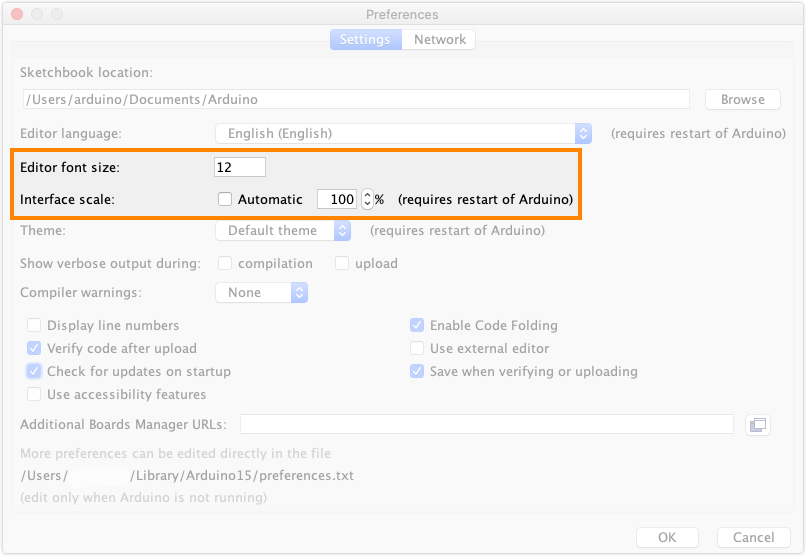 Preferences
Settings Network
Sketchbook location:
/Users/arduino/Documents/Arduino Browse
Editor language: English (English) (requires restart of Arduino)
Editor font size: 12
Interface scale: Automatic 100 % (requires restart of Arduino)
Theme: Default theme (requires restart of Arduino)
Show verbose output during: compilation upload
Compiler warnings: None
Display line numbers Enable Code Folding
Verify code after upload Use external editor
Check for updates on startup Save when verifying or uploading
Use accessibility features
Additional Boards Manager URLs:
More preferences can be edited directly in the file
/Users/ /Library/Arduino15/preferences.txt
(edit only when Arduino is not running)
OK Cancel